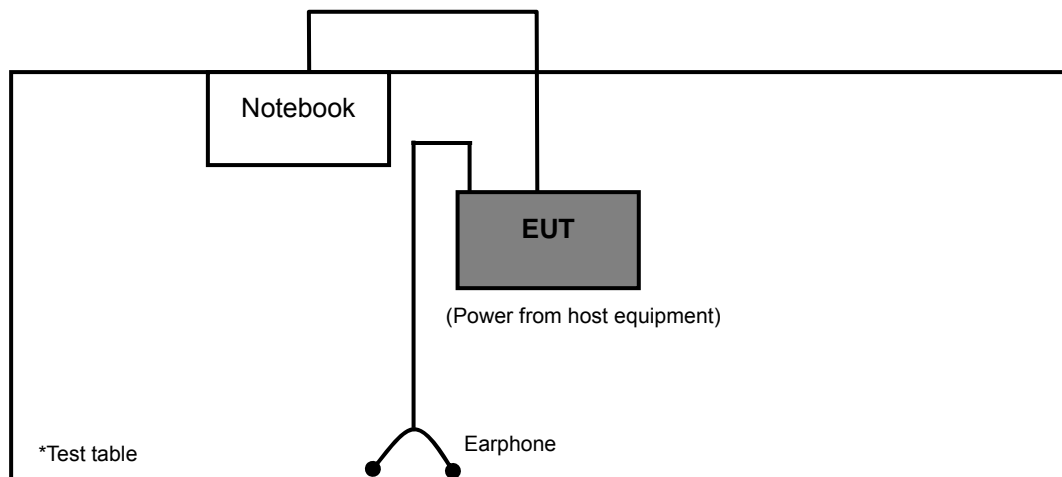 Notebook
EUT
(Power from host equipment)
Earphone
*Test table